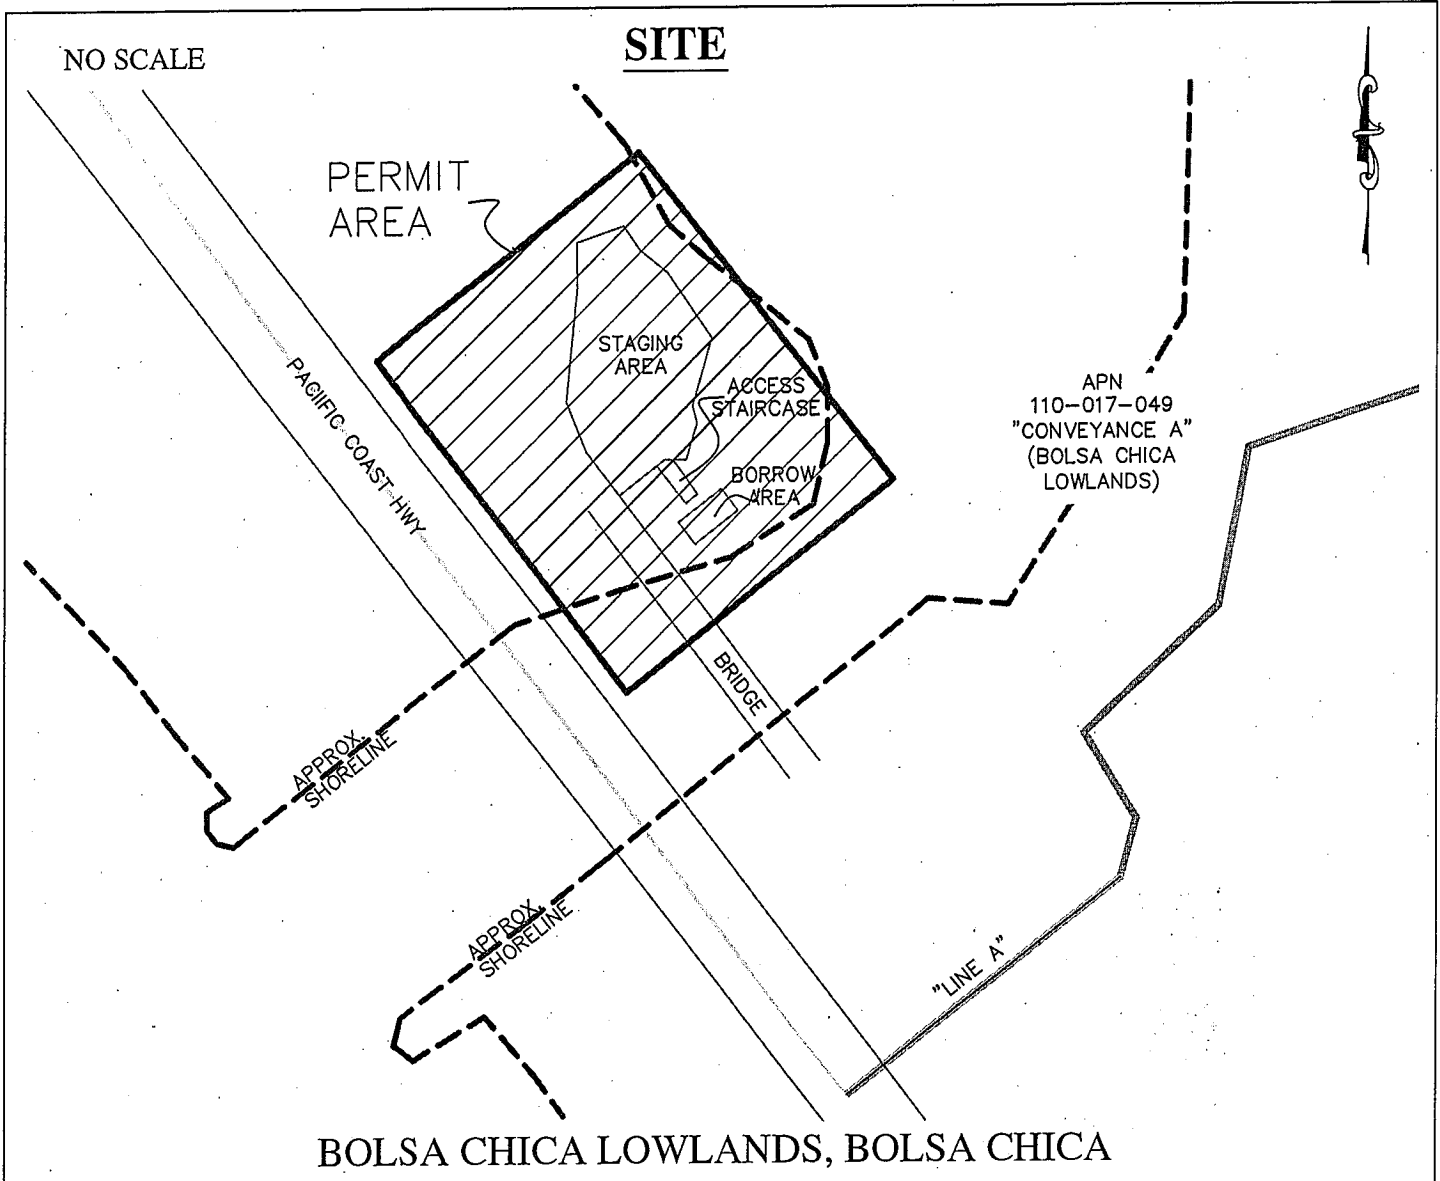 SITE
NO SCALE
PERMIT
AREA
STAGING
AREA
ACCESS
STAIRCASE
BORROW
AREA
PACIIFIC COAST HWY
APN
110-017-049
"CONVEYANCE A"
(BOLSA CHICA
LOWLANDS)
BRIDGE
APPROX.
SHORELINE
APPROX.
SHORELINE
"LINE A"
BOLSA CHICA LOWLANDS, BOLSA CHICA